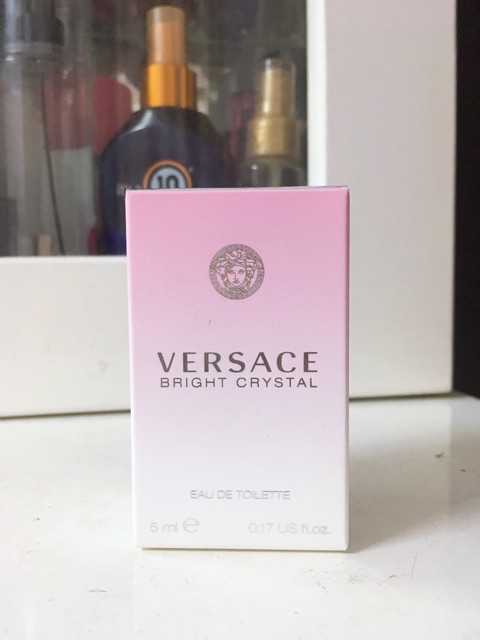 10
VERSACE
BRIGHT CRYSTAL
EAU DE TOILETTE
5 ml ℮ 0.17 US fl.oz.